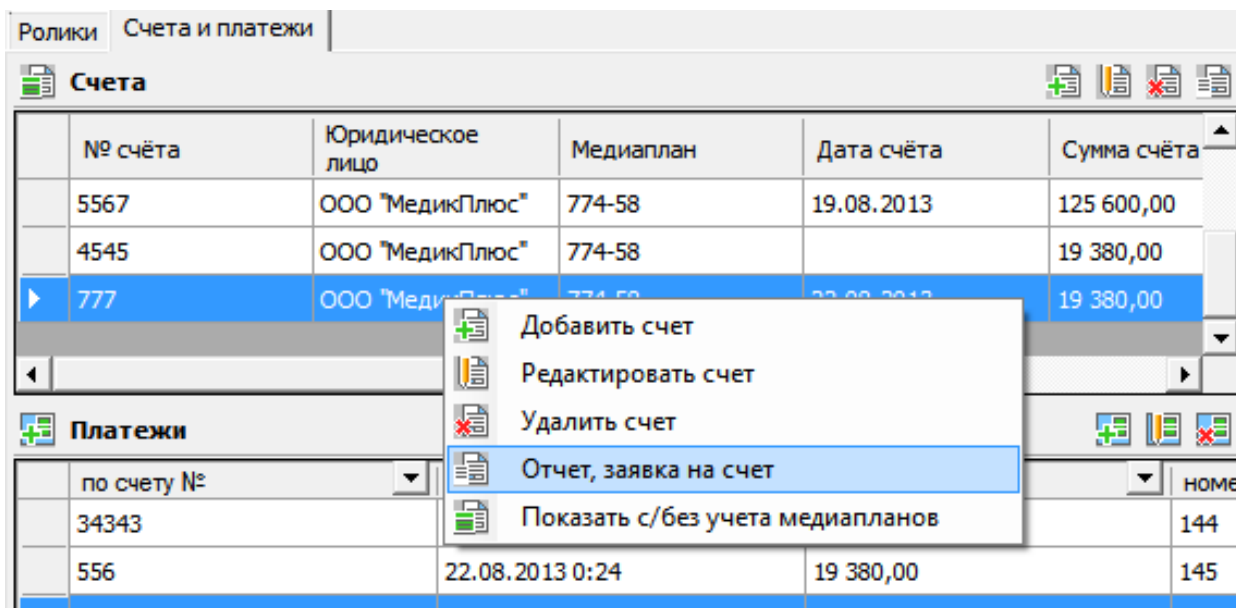 Ролики Счета и платежи
Счета
№ счёта Юридическое лицо Медиаплан Дата счёта Сумма счёта
5567 ООО "МедикПлюс" 774-58 19.08.2013 125 600,00
4545 ООО "МедикПлюс" 774-58 19 380,00
777 ООО 19 380,00
Добавить счет
Редактировать счет
Удалить счет
Отчет, заявка на счет
Показать с/без учета медиапланов
Платежи
по счету № номе
34343 144
556 22.08.2013 0:24 19 380,00 145